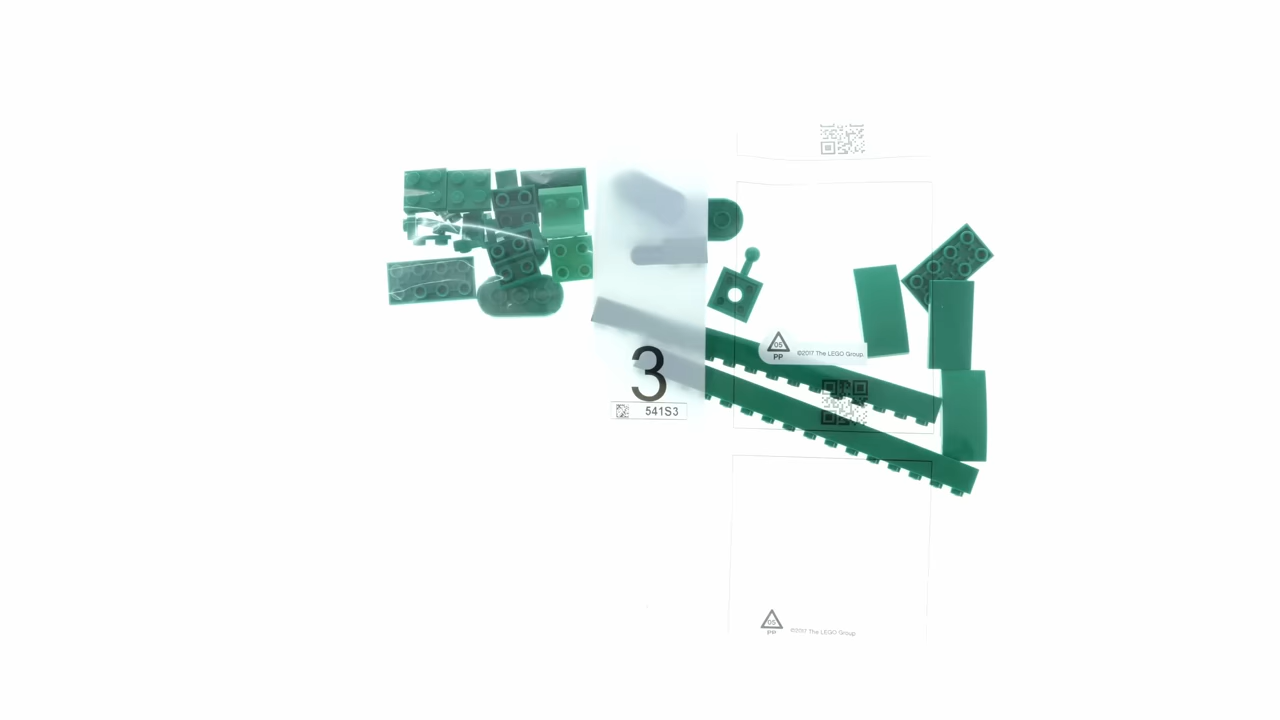 05
PP
©2017 The LEGO Group.
3
541S3
05
PP
©2017 The LEGO Group